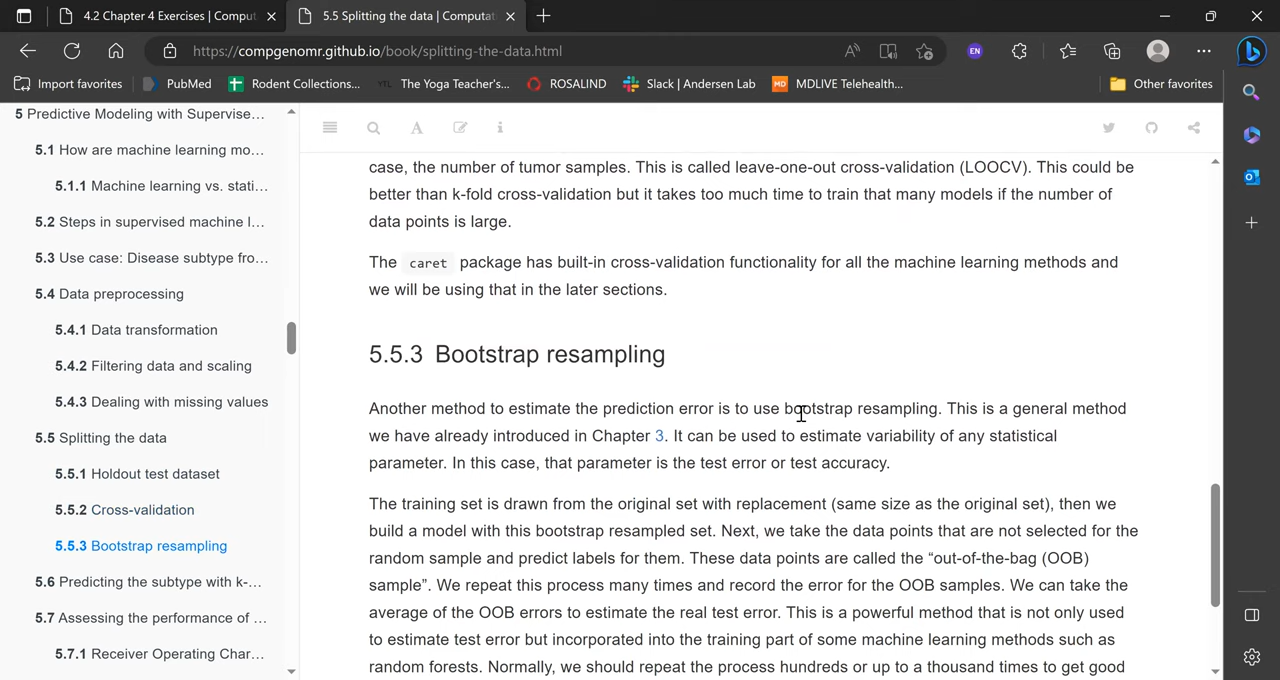 4.2 Chapter 4 Exercises | Comput
5.5 Splitting the data | Computati
https://compgenomr.github.io/book/splitting-the-data.html
EN
Import favorites
PubMed
Rodent Collections...
YTL
The Yoga Teacher's...
ROSALIND
Slack | Andersen Lab
MD
MDLIVE Telehealth...
Other favorites
5 Predictive Modeling with Supervise...
5.1 How are machine learning mo...
5.1.1 Machine learning vs. stati...
5.2 Steps in supervised machine l...
5.3 Use case: Disease subtype fro...
5.4 Data preprocessing
5.4.1 Data transformation
5.4.2 Filtering data and scaling
5.4.3 Dealing with missing values
5.5 Splitting the data
5.5.1 Holdout test dataset
5.5.2 Cross-validation
5.5.3 Bootstrap resampling
5.6 Predicting the subtype with k-...
5.7 Assessing the performance of ...
5.7.1 Receiver Operating Char...
case, the number of tumor samples. This is called leave-one-out cross-validation (LOOCV). This could be
better than k-fold cross-validation but it takes too much time to train that many models if the number of
data points is large.
The caret package has built-in cross-validation functionality for all the machine learning methods and
we will be using that in the later sections.
5.5.3 Bootstrap resampling
Another method to estimate the prediction error is to use bootstrap resampling. This is a general method
we have already introduced in Chapter 3. It can be used to estimate variability of any statistical
parameter. In this case, that parameter is the test error or test accuracy.
The training set is drawn from the original set with replacement (same size as the original set), then we
build a model with this bootstrap resampled set. Next, we take the data points that are not selected for the
random sample and predict labels for them. These data points are called the “out-of-the-bag (OOB)
sample”. We repeat this process many times and record the error for the OOB samples. We can take the
average of the OOB errors to estimate the real test error. This is a powerful method that is not only used
to estimate test error but incorporated into the training part of some machine learning methods such as
random forests. Normally, we should repeat the process hundreds or up to a thousand times to get good